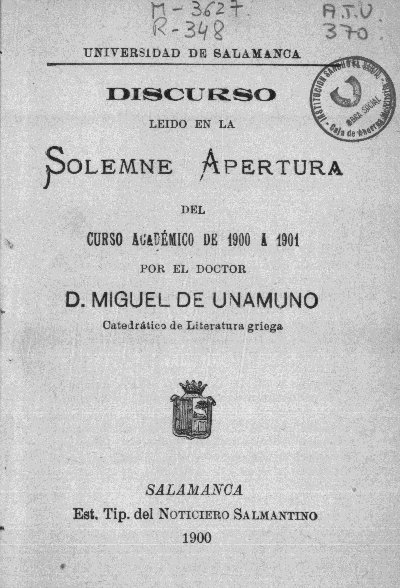 M-3627.
R-348
A.J.U.
370.
UNIVERSIDAD DE SALAMANCA
DISCURSO
LEIDO EN LA
SOLEMNE APERTURA
DEL
CURSO ACADÉMICO DE 1900 A 1901
POR EL DOCTOR
D. MIGUEL DE UNAMUNO
Catedrático de Literatura griega
SALAMANCA
Est. Tip. del NOTICIERO SALMANTINO
1900